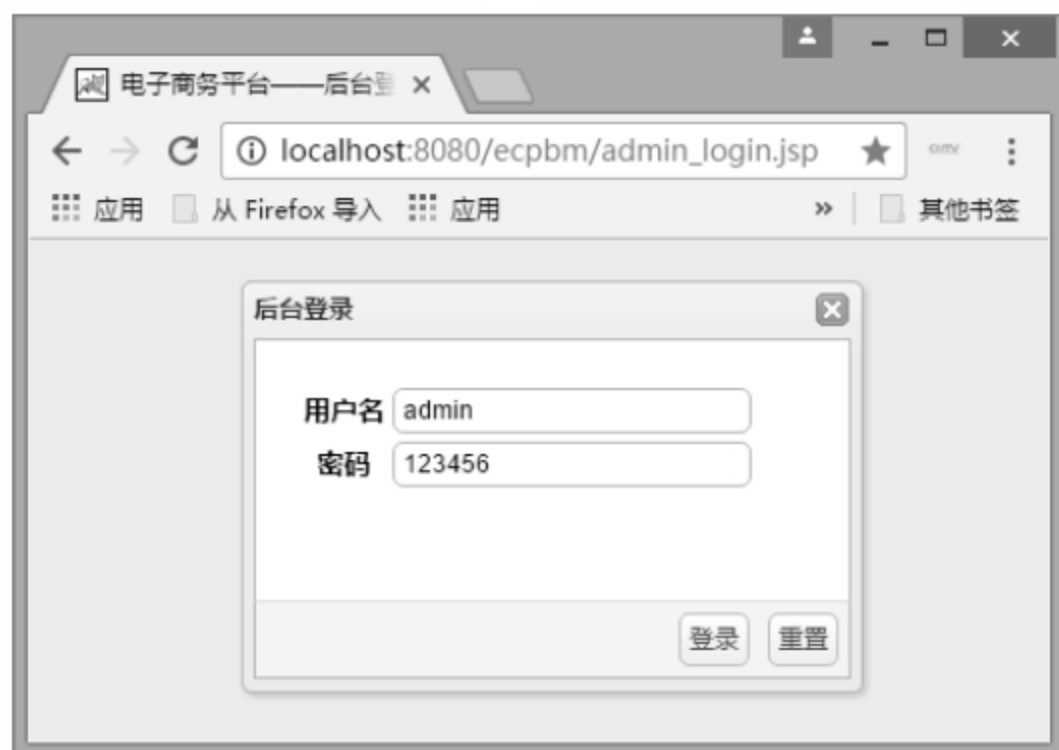 电子商务平台——后台登
localhost:8080/ecpbm/admin_login.jsp
应用 从 Firefox 导入 应用 » 其他书签
后台登录
用户名 admin
密码 123456
登录 重置